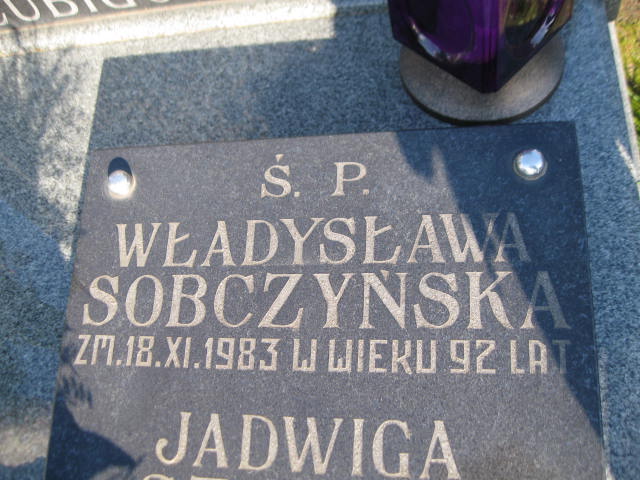 Ś. P.
WŁADYSŁAWA
SOBCZYŃSKA
ZM.18.XI.1983 W WIEKU 92 LAT
JADWIGA